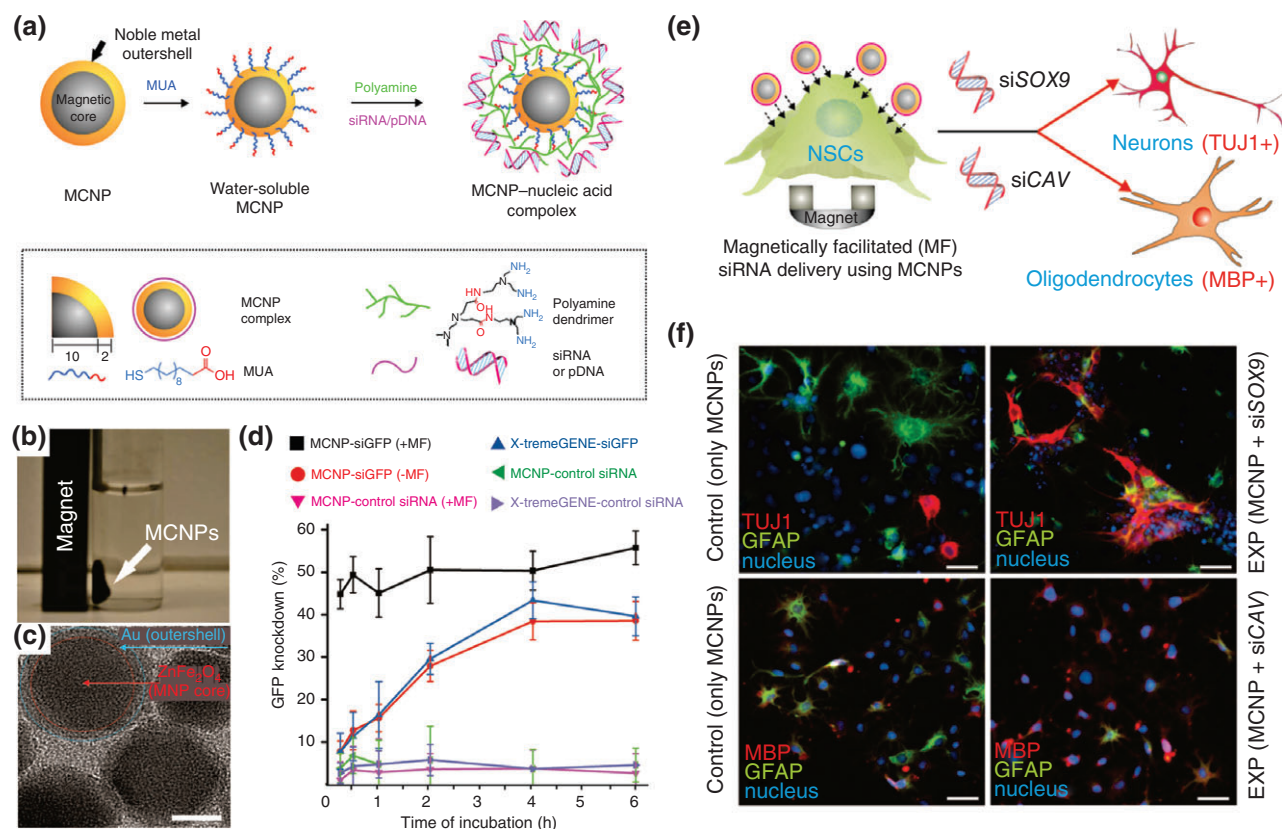 (a)
Noble metal
outershell
Magnetic
core
MCNP
MUA
Water-soluble
MCNP
Polyamine
siRNA/pDNA
MCNP–nucleic acid
compolex
10
2
MCNP
complex
HS
8
O
OH
MUA
NH2
N
NH2
HN
O
N
H
N
O
N
NH2
N
NH2
Polyamine
dendrimer
siRNA
or pDNA
(b)
Magnet
MCNPs
(c)
Au (outershell)
ZnFe2O4
[MNP core]
(d)
MCNP-siGFP (+MF)
MCNP-siGFP (-MF)
MCNP-control siRNA (+MF)
X-tremeGENE-siGFP
MCNP-control siRNA
X-tremeGENE-control siRNA
GFP knockdown (%)
60
50
40
30
20
10
0
1
2
3
4
5
6
Time of incubation (h)
(e)
NSCs
Magnet
Magnetically facilitated (MF)
siRNA delivery using MCNPs
siSOX9
siCAV
Neurons (TUJ1+)
Oligodendrocytes (MBP+)
(f)
Control (only MCNPs)
TUJ1
GFAP
nucleus
TUJ1
GFAP
nucleus
EXP (MCNP + siSOX9)
Control (only MCNPs)
MBP
GFAP
nucleus
MBP
GFAP
nucleus
EXP (MCNP + siCAV)